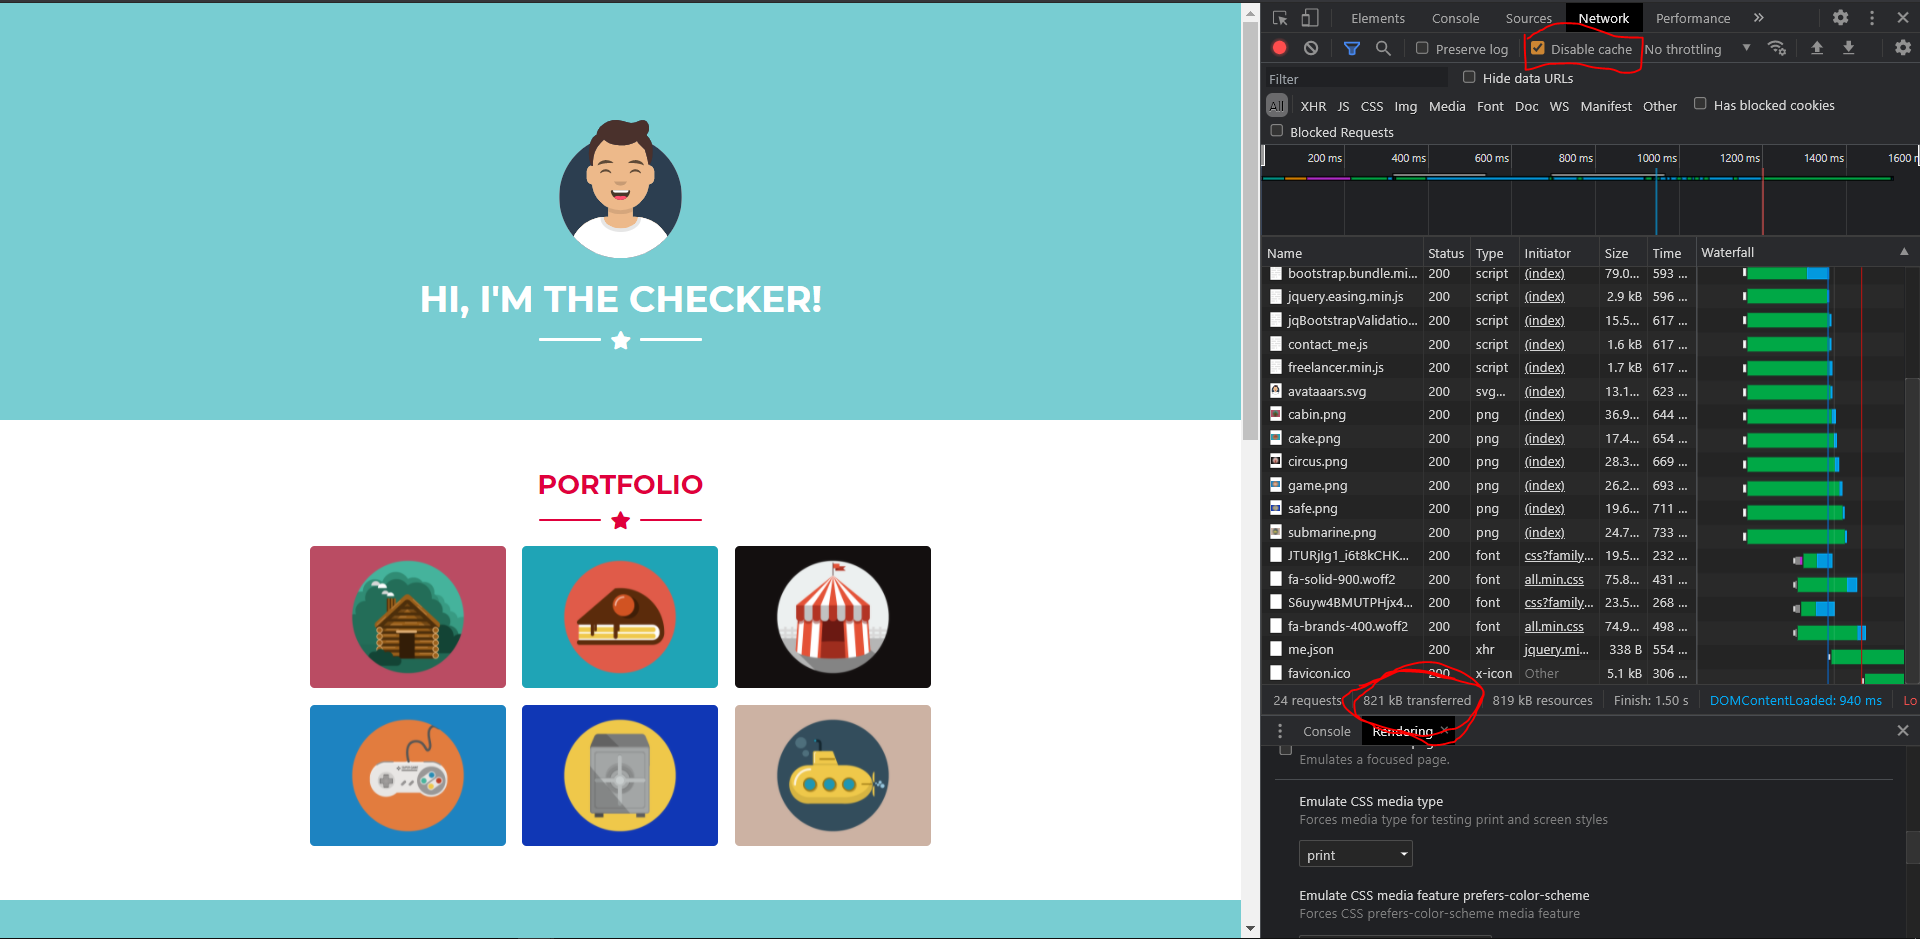 HI, I'M THE CHECKER!
PORTFOLIO
Elements Console Sources Network Performance
Preserve log Disable cache No throttling
Filter Hide data URLs
All XHR JS CSS Img Media Font Doc WS Manifest Other Has blocked cookies
Blocked Requests
200 ms 400 ms 600 ms 800 ms 1000 ms 1200 ms 1400 ms 1600 r
Name Status Type Initiator Size Time Waterfall
bootstrap.bundle.mi... 200 script (index) 79.0... 593 ...
jquery.easing.min.js 200 script (index) 2.9 kB 596 ...
jqBootstrapValidatio... 200 script (index) 15.5... 617 ...
contact_me.js 200 script (index) 1.6 kB 617 ...
freelancer.min.js 200 script (index) 1.7 kB 617 ...
avataaars.svg 200 svg... (index) 13.1... 623 ...
cabin.png 200 png (index) 36.9... 644 ...
cake.png 200 png (index) 17.4... 654 ...
circus.png 200 png (index) 28.3... 669 ...
game.png 200 png (index) 26.2... 693 ...
safe.png 200 png (index) 19.6... 711 ...
submarine.png 200 png (index) 24.7... 733 ...
JTURjIg1_i6t8kCHK... 200 font css?family... 19.5... 232 ...
fa-solid-900.woff2 200 font all.min.css 75.8... 431 ...
S6uyw4BMUTPHjx4... 200 font css?family... 23.5... 268 ...
fa-brands-400.woff2 200 font all.min.css 74.9... 498 ...
me.json 200 xhr jquery.mi... 338 B 554 ...
favicon.ico 200 x-icon Other 5.1 kB 306 ...
24 requests 821 kB transferred 819 kB resources Finish: 1.50 s DOMContentLoaded: 940 ms Lo
Console Rendering
Emulates a focused page.
Emulate CSS media type
Forces media type for testing print and screen styles
print
Emulate CSS media feature prefers-color-scheme
Forces CSS prefers-color-scheme media feature